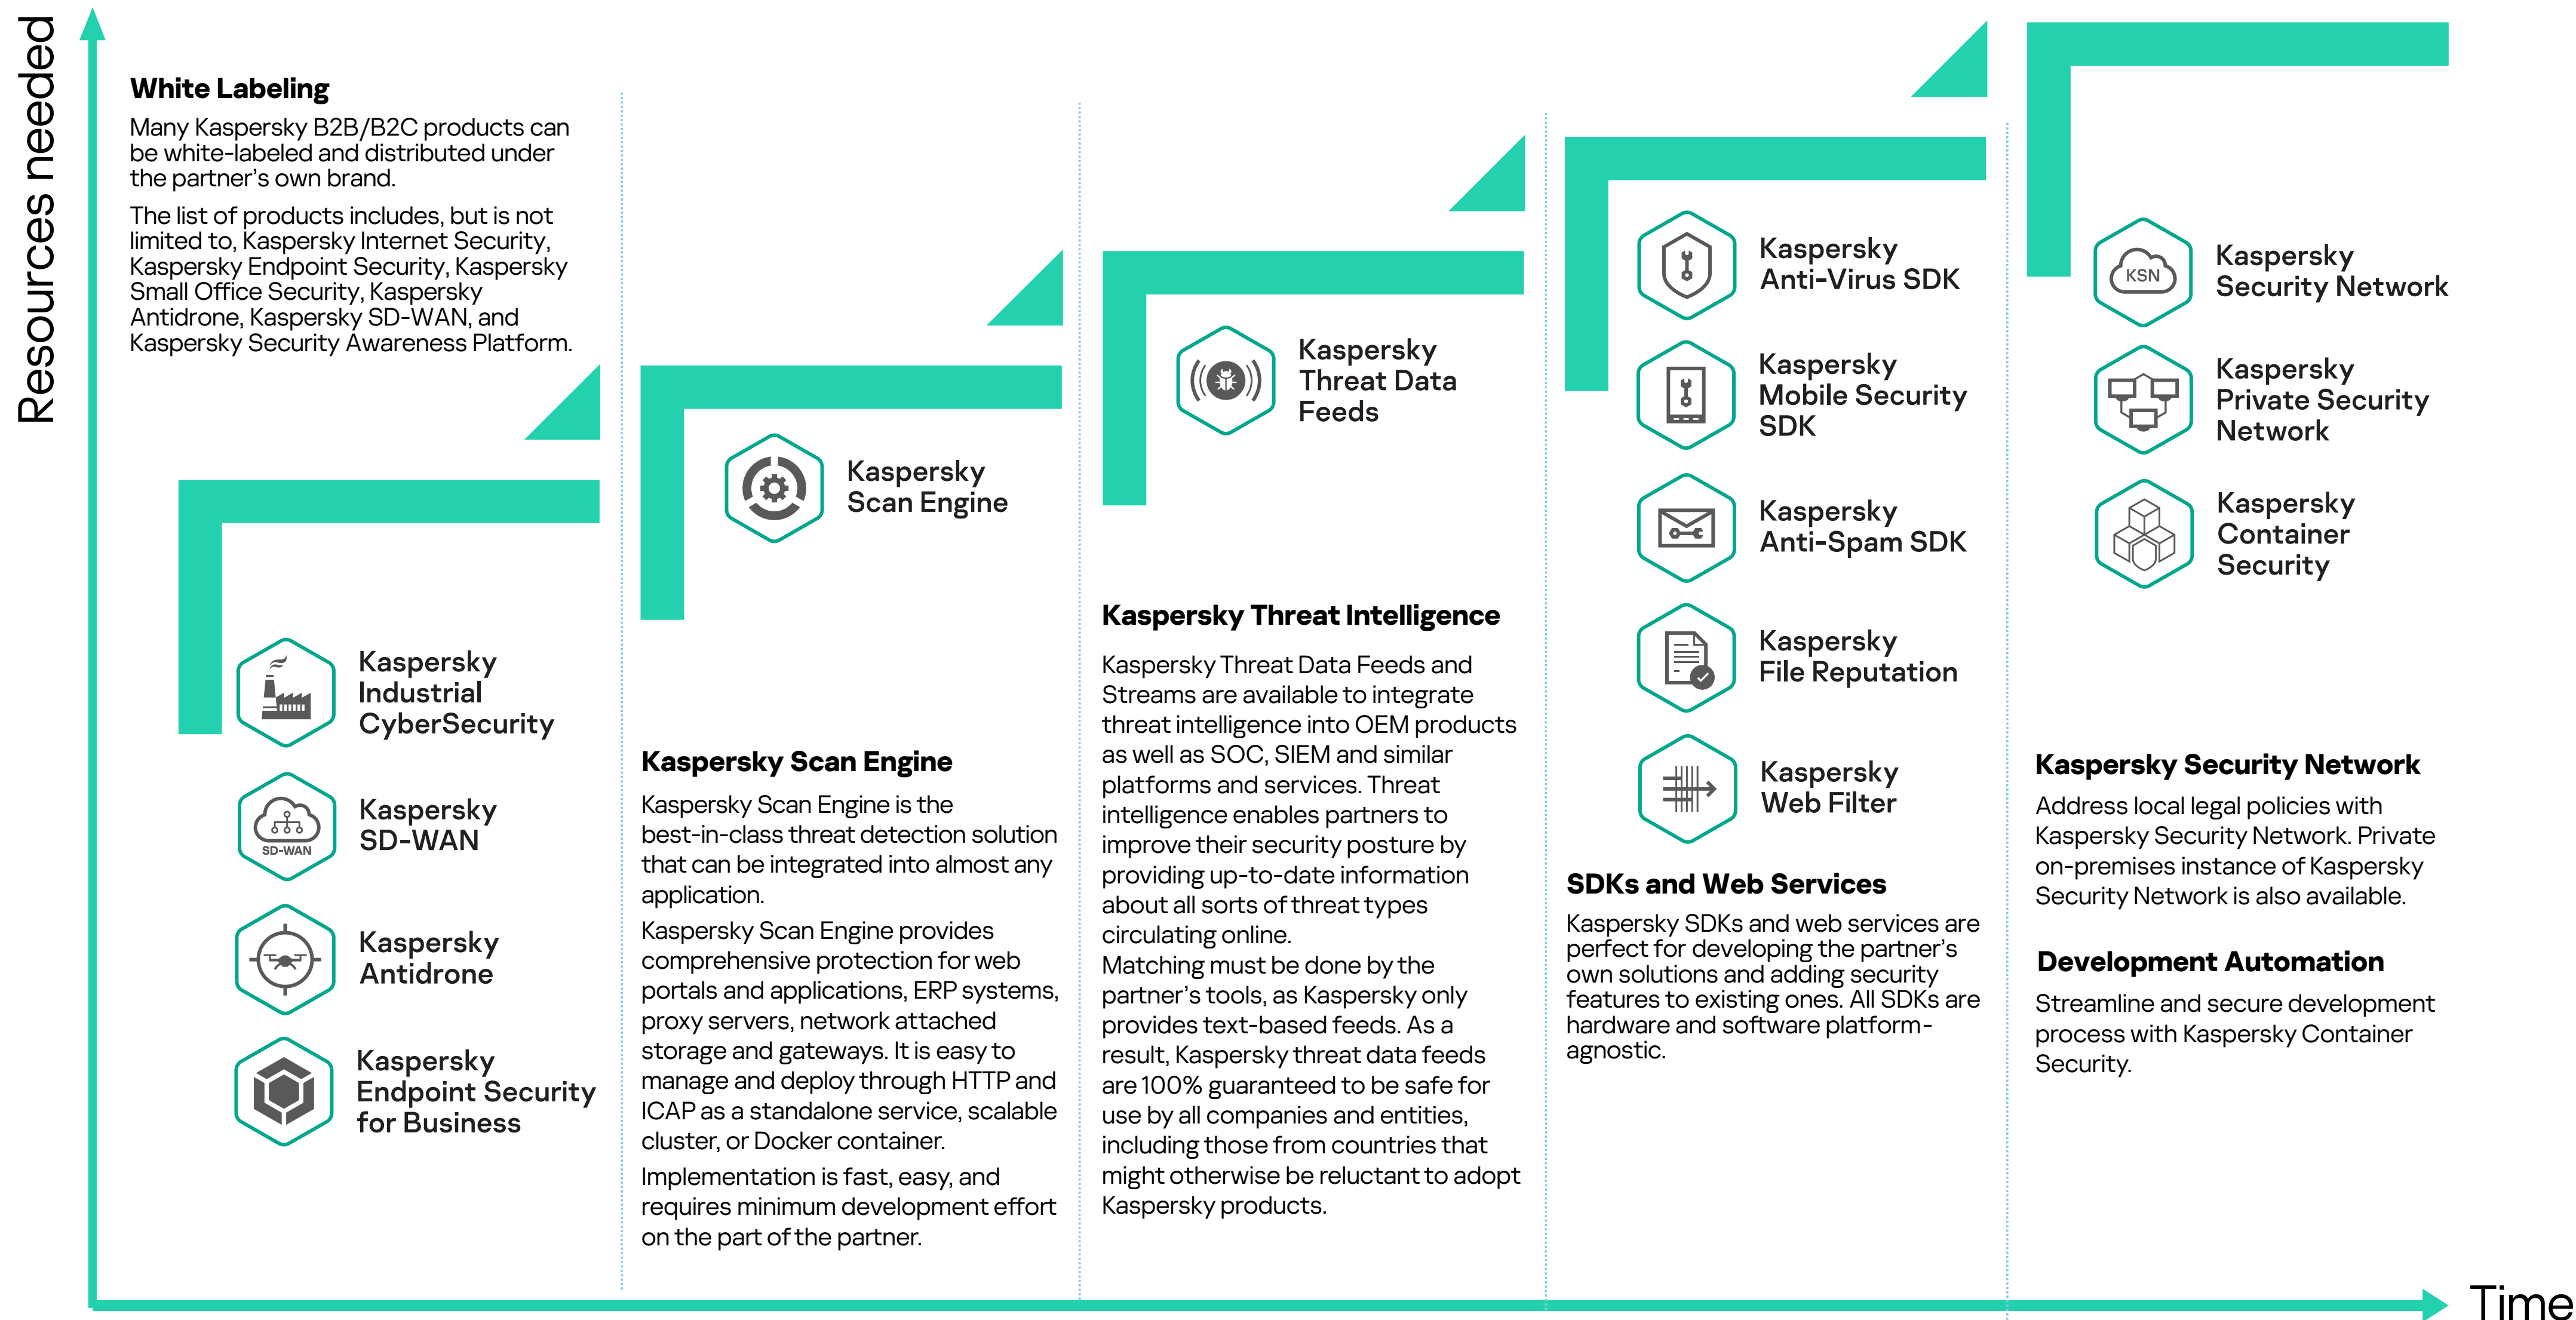 Resources needed
White Labeling
Many Kaspersky B2B/B2C products can
be white-labeled and distributed under
the partner's own brand.
The list of products includes, but is not
limited to, Kaspersky Internet Security,
Kaspersky Endpoint Security, Kaspersky
Small Office Security, Kaspersky
Antidrone, Kaspersky SD-WAN, and
Kaspersky Security Awareness Platform.
Kaspersky
Industrial
CyberSecurity
SD-WAN
Kaspersky
SD-WAN
Kaspersky
Antidrone
Kaspersky
Endpoint Security
for Business
Kaspersky
Scan Engine
Kaspersky Scan Engine
Kaspersky Scan Engine is the
best-in-class threat detection solution
that can be integrated into almost any
application.
Kaspersky Scan Engine provides
comprehensive protection for web
portals and applications, ERP systems,
proxy servers, network attached
storage and gateways. It is easy to
manage and deploy through HTTP and
ICAP as a standalone service, scalable
cluster, or Docker container.
Implementation is fast, easy, and
requires minimum development effort
on the part of the partner.
Kaspersky
Threat Data
Feeds
Kaspersky Threat Intelligence
Kaspersky Threat Data Feeds and
Streams are available to integrate
threat intelligence into OEM products
as well as SOC, SIEM and similar
platforms and services. Threat
intelligence enables partners to
improve their security posture by
providing up-to-date information
about all sorts of threat types
circulating online.
Matching must be done by the
partner's tools, as Kaspersky only
provides text-based feeds. As a
result, Kaspersky threat data feeds
are 100% guaranteed to be safe for
use by all companies and entities,
including those from countries that
might otherwise be reluctant to adopt
Kaspersky products.
Kaspersky
Anti-Virus SDK
Kaspersky
Mobile Security
SDK
Kaspersky
Anti-Spam SDK
Kaspersky
File Reputation
Kaspersky
Web Filter
SDKs and Web Services
Kaspersky SDKs and web services are
perfect for developing the partner's
own solutions and adding security
features to existing ones. All SDKs are
hardware and software platform-
agnostic.
KSN
Kaspersky
Security Network
Kaspersky
Private Security
Network
Kaspersky
Container
Security
Kaspersky Security Network
Address local legal policies with
Kaspersky Security Network. Private
on-premises instance of Kaspersky
Security Network is also available.
Development Automation
Streamline and secure development
process with Kaspersky Container
Security.
Time